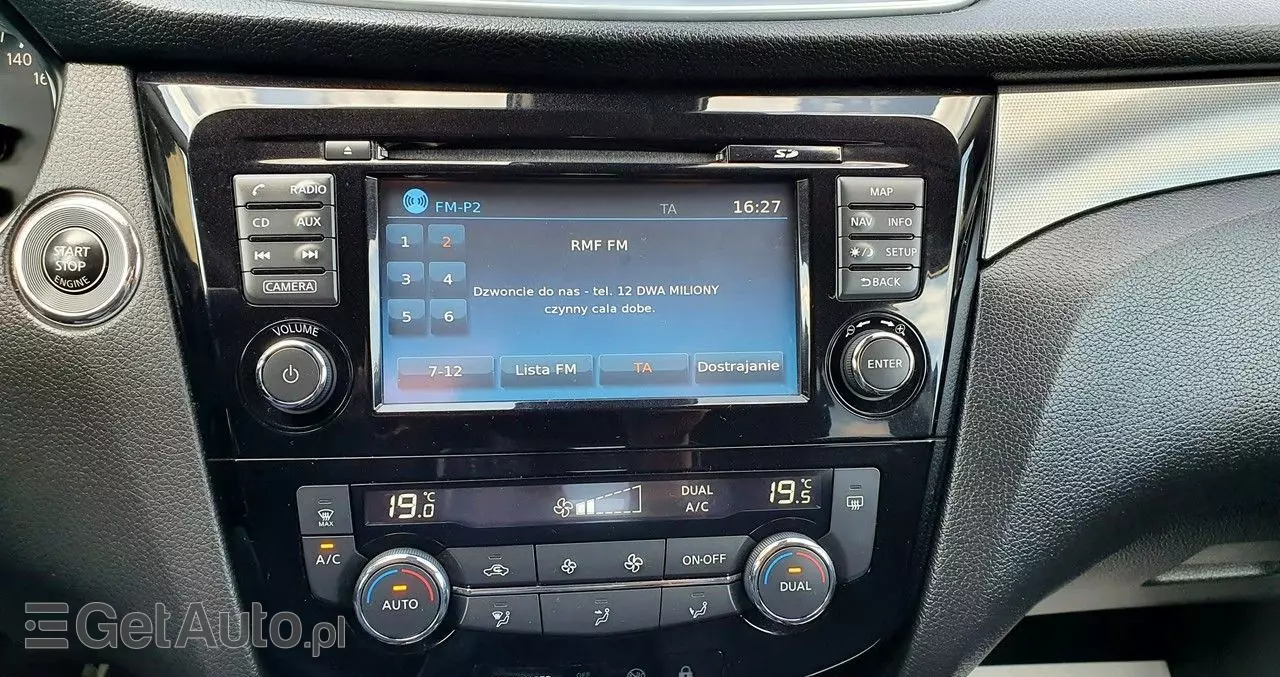 140
16
START
STOP
ENGINE
RADIO
CD AUX
CAMERA
VOLUME
SD
FM-P2 TA 16:27
1 2
RMF FM
3 4
Dzwoncie do nas - tel. 12 DWA MILIONY
czynny cala dobe.
5 6
7-12 Lista FM TA Dostrajanie
MAP
NAV INFO
SETUP
BACK
ENTER
19.0 °C
DUAL
A/C
19.5 °C
MAX
A/C
ON·OFF
AUTO
DUAL
GetAuto.pl